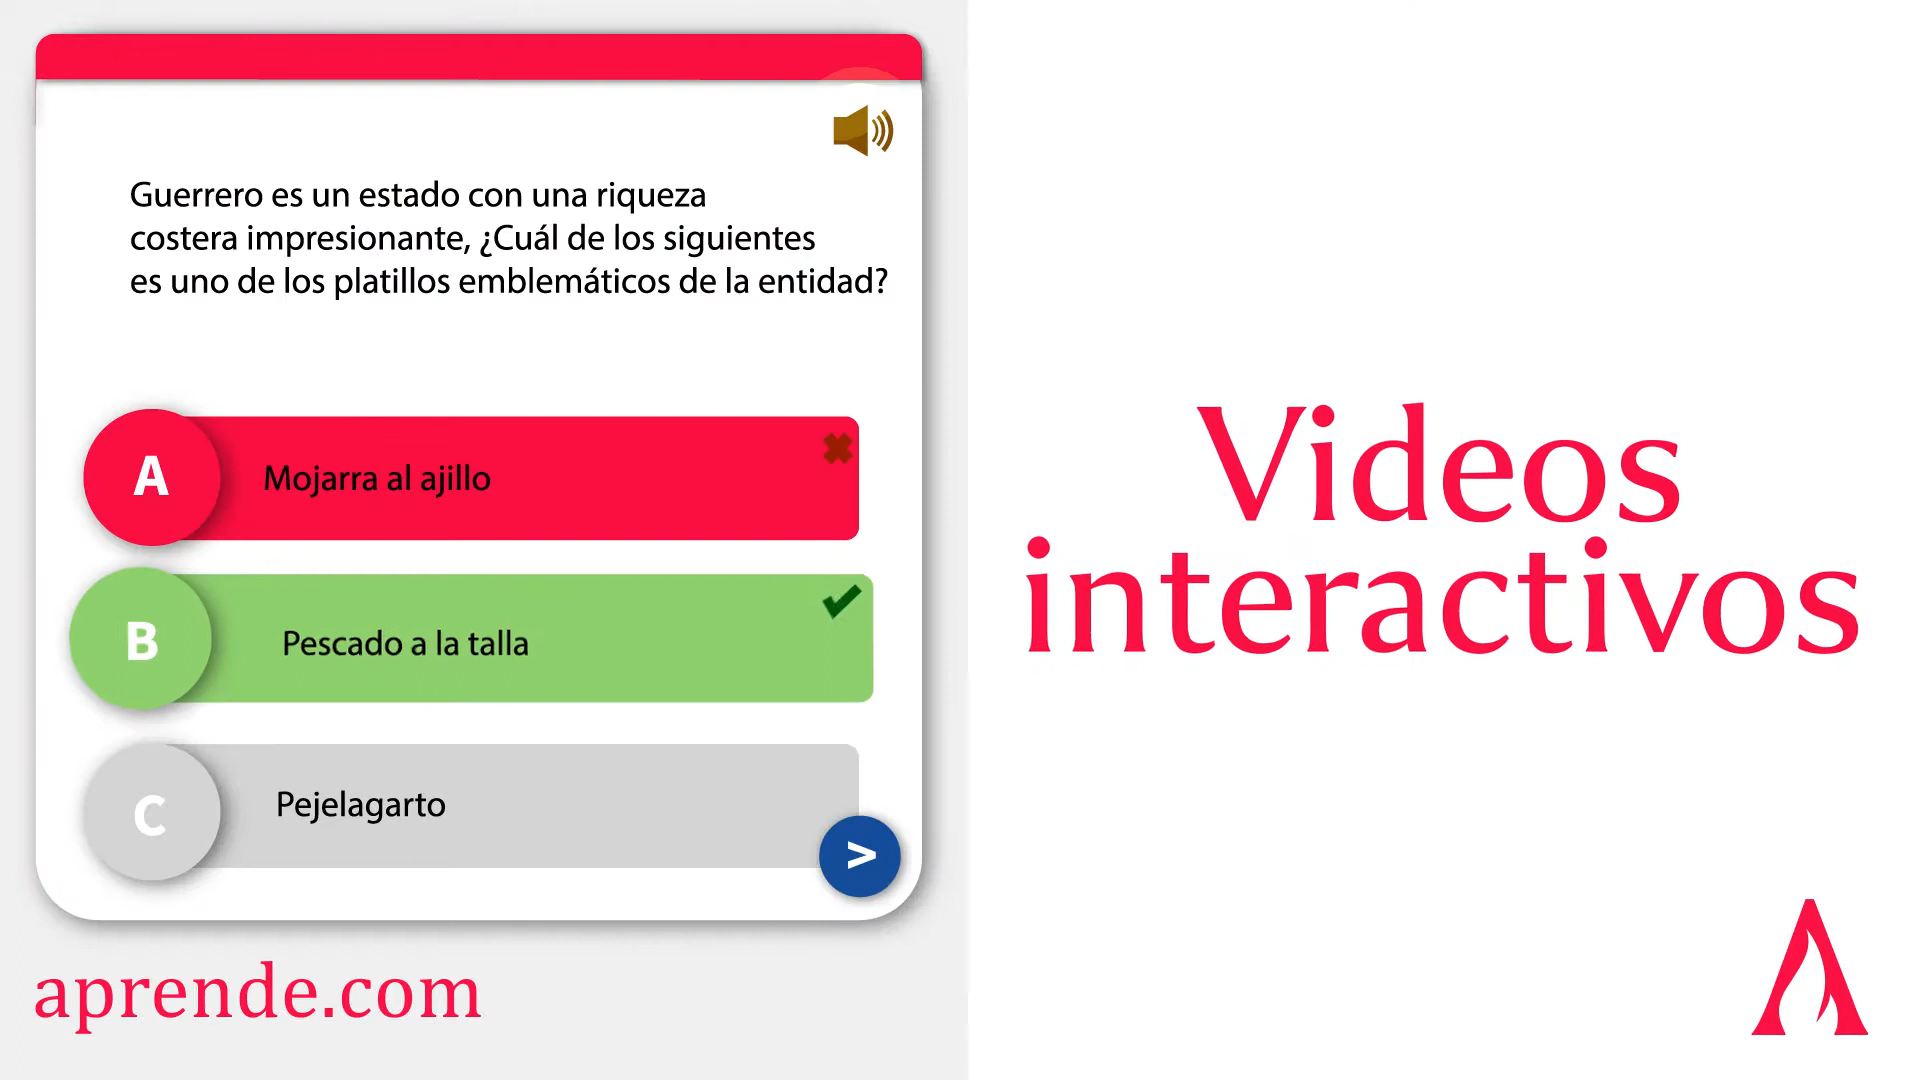 Guerrero es un estado con una riqueza
costera impresionante, ¿Cuál de los siguientes
es uno de los platillos emblemáticos de la entidad?
A
Mojarra al ajillo
B
Pescado a la talla
C
Pejelagarto
>
aprende.com
Videos
interactivos